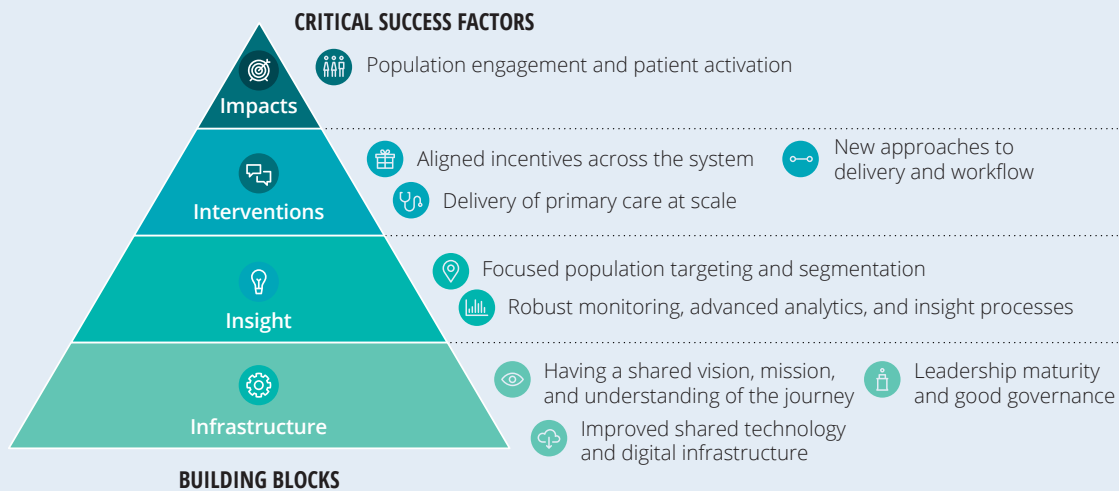 CRITICAL SUCCESS FACTORS
Impacts
Population engagement and patient activation
Interventions
Aligned incentives across the system
New approaches to
delivery and workflow
Delivery of primary care at scale
Insight
Focused population targeting and segmentation
Robust monitoring, advanced analytics, and insight processes
Infrastructure
Having a shared vision, mission,
and understanding of the journey
Leadership maturity
and good governance
Improved shared technology
and digital infrastructure
BUILDING BLOCKS